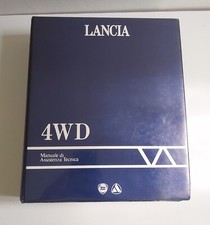 LANCIA
4WD
Manuale di
Assistenza Tecnica